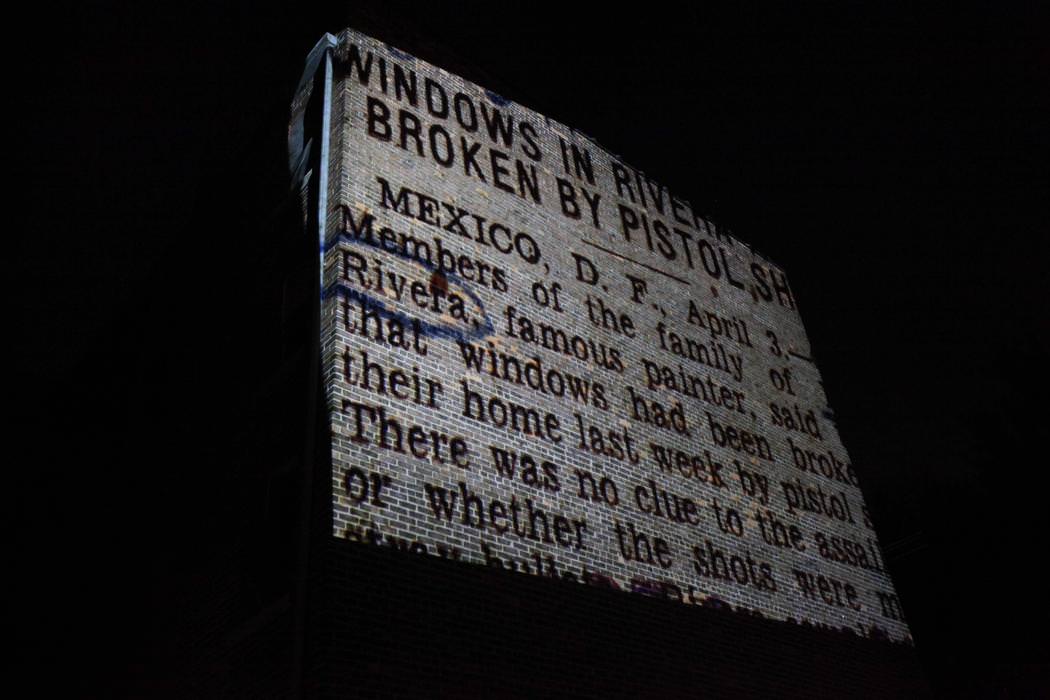 WINDOWS IN RIVERA
BROKEN BY PISTOL SH
MEXICO, D. F., April 3.—
Members of the family of
Rivera, famous painter, said
that windows had been broke
their home last week by pistol s
There was no clue to the assail
or whether the shots were m